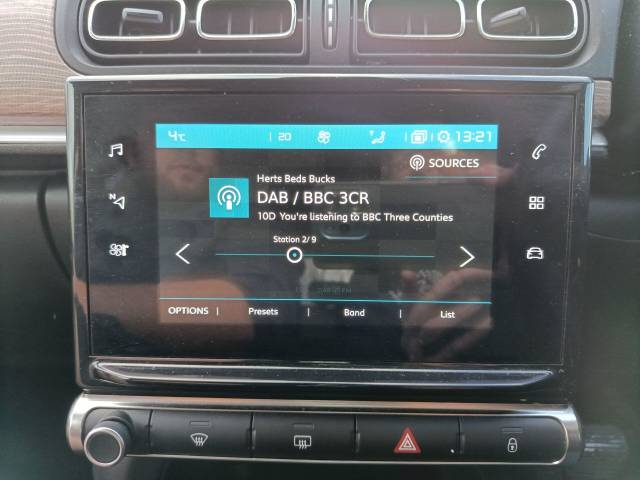 4°C | 20 13:21
SOURCES
Herts Beds Bucks
DAB / BBC 3CR
10D You're listening to BBC Three Counties
Station 2/9
OPTIONS | Presets | Band | List
N